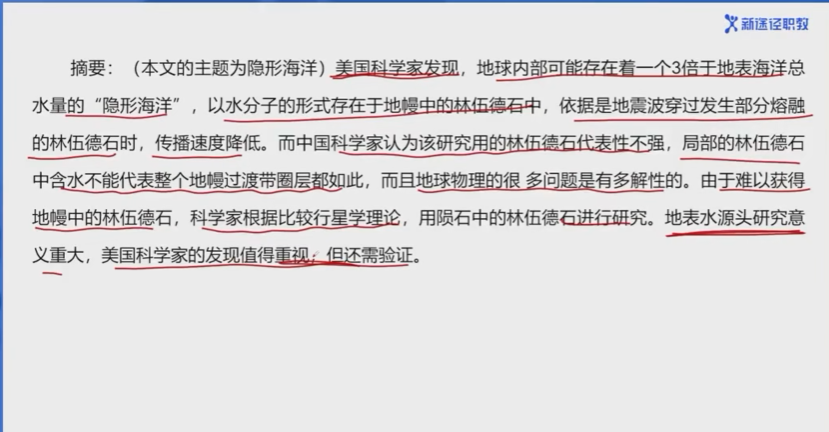 新途径职教
摘要：（本文的主题为隐形海洋）美国科学家发现，地球内部可能存在着一个3倍于地表海洋总
水量的“隐形海洋”，以水分子的形式存在于地幔中的林伍德石中，依据是地震波穿过发生部分熔融
的林伍德石时，传播速度降低。而中国科学家认为该研究用的林伍德石代表性不强，局部的林伍德石
中含水不能代表整个地幔过渡带圈层都如此，而且地球物理的很 多问题是有多解性的。由于难以获得
地幔中的林伍德石，科学家根据比较行星学理论，用陨石中的林伍德石进行研究。地表水源头研究意
义重大，美国科学家的发现值得重视，但还需验证。